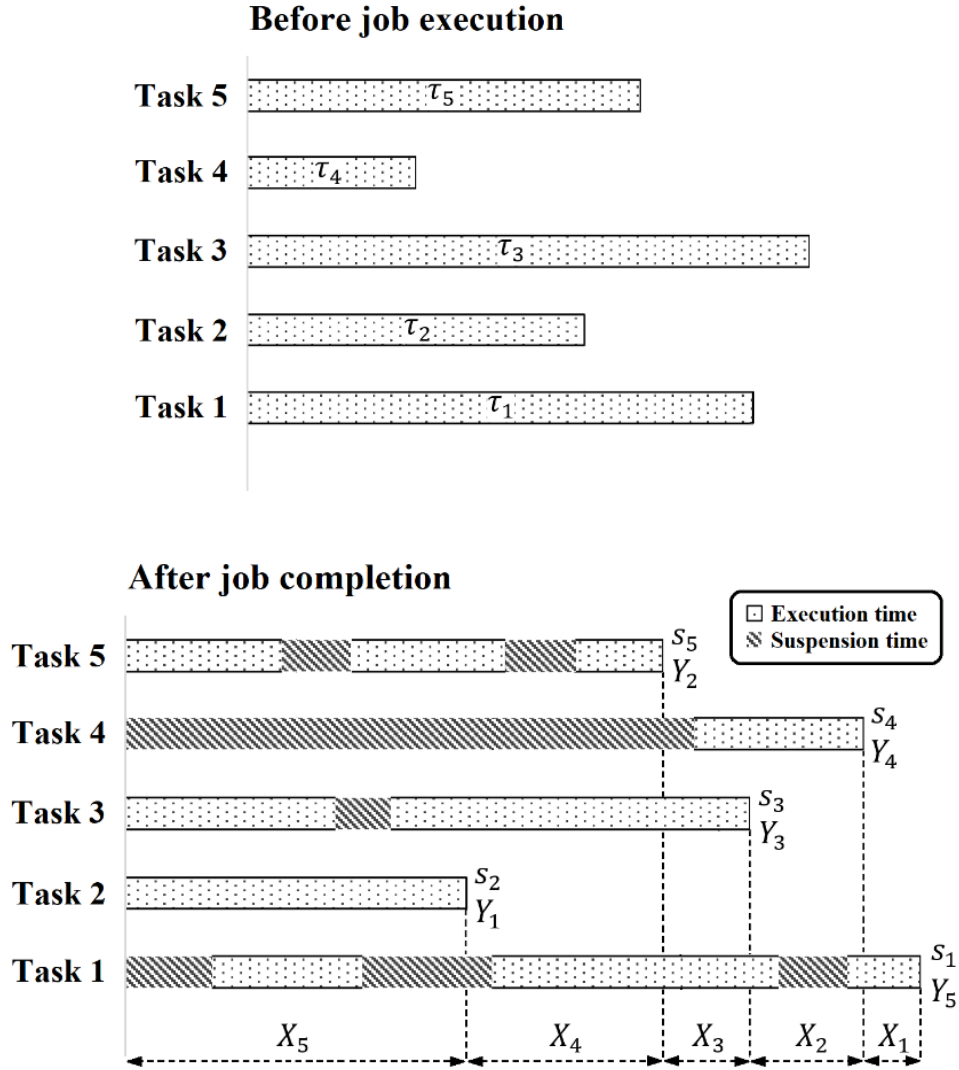 Before job execution
Task 5
τ₅
Task 4
τ₄
Task 3
τ₃
Task 2
τ₂
Task 1
τ₁
After job completion
Execution time
Suspension time
Task 5
s₅
Y₂
Task 4
s₄
Y₄
Task 3
s₃
Y₃
Task 2
s₂
Y₁
Task 1
s₁
Y₅
X₅ X₄ X₃ X₂ X₁